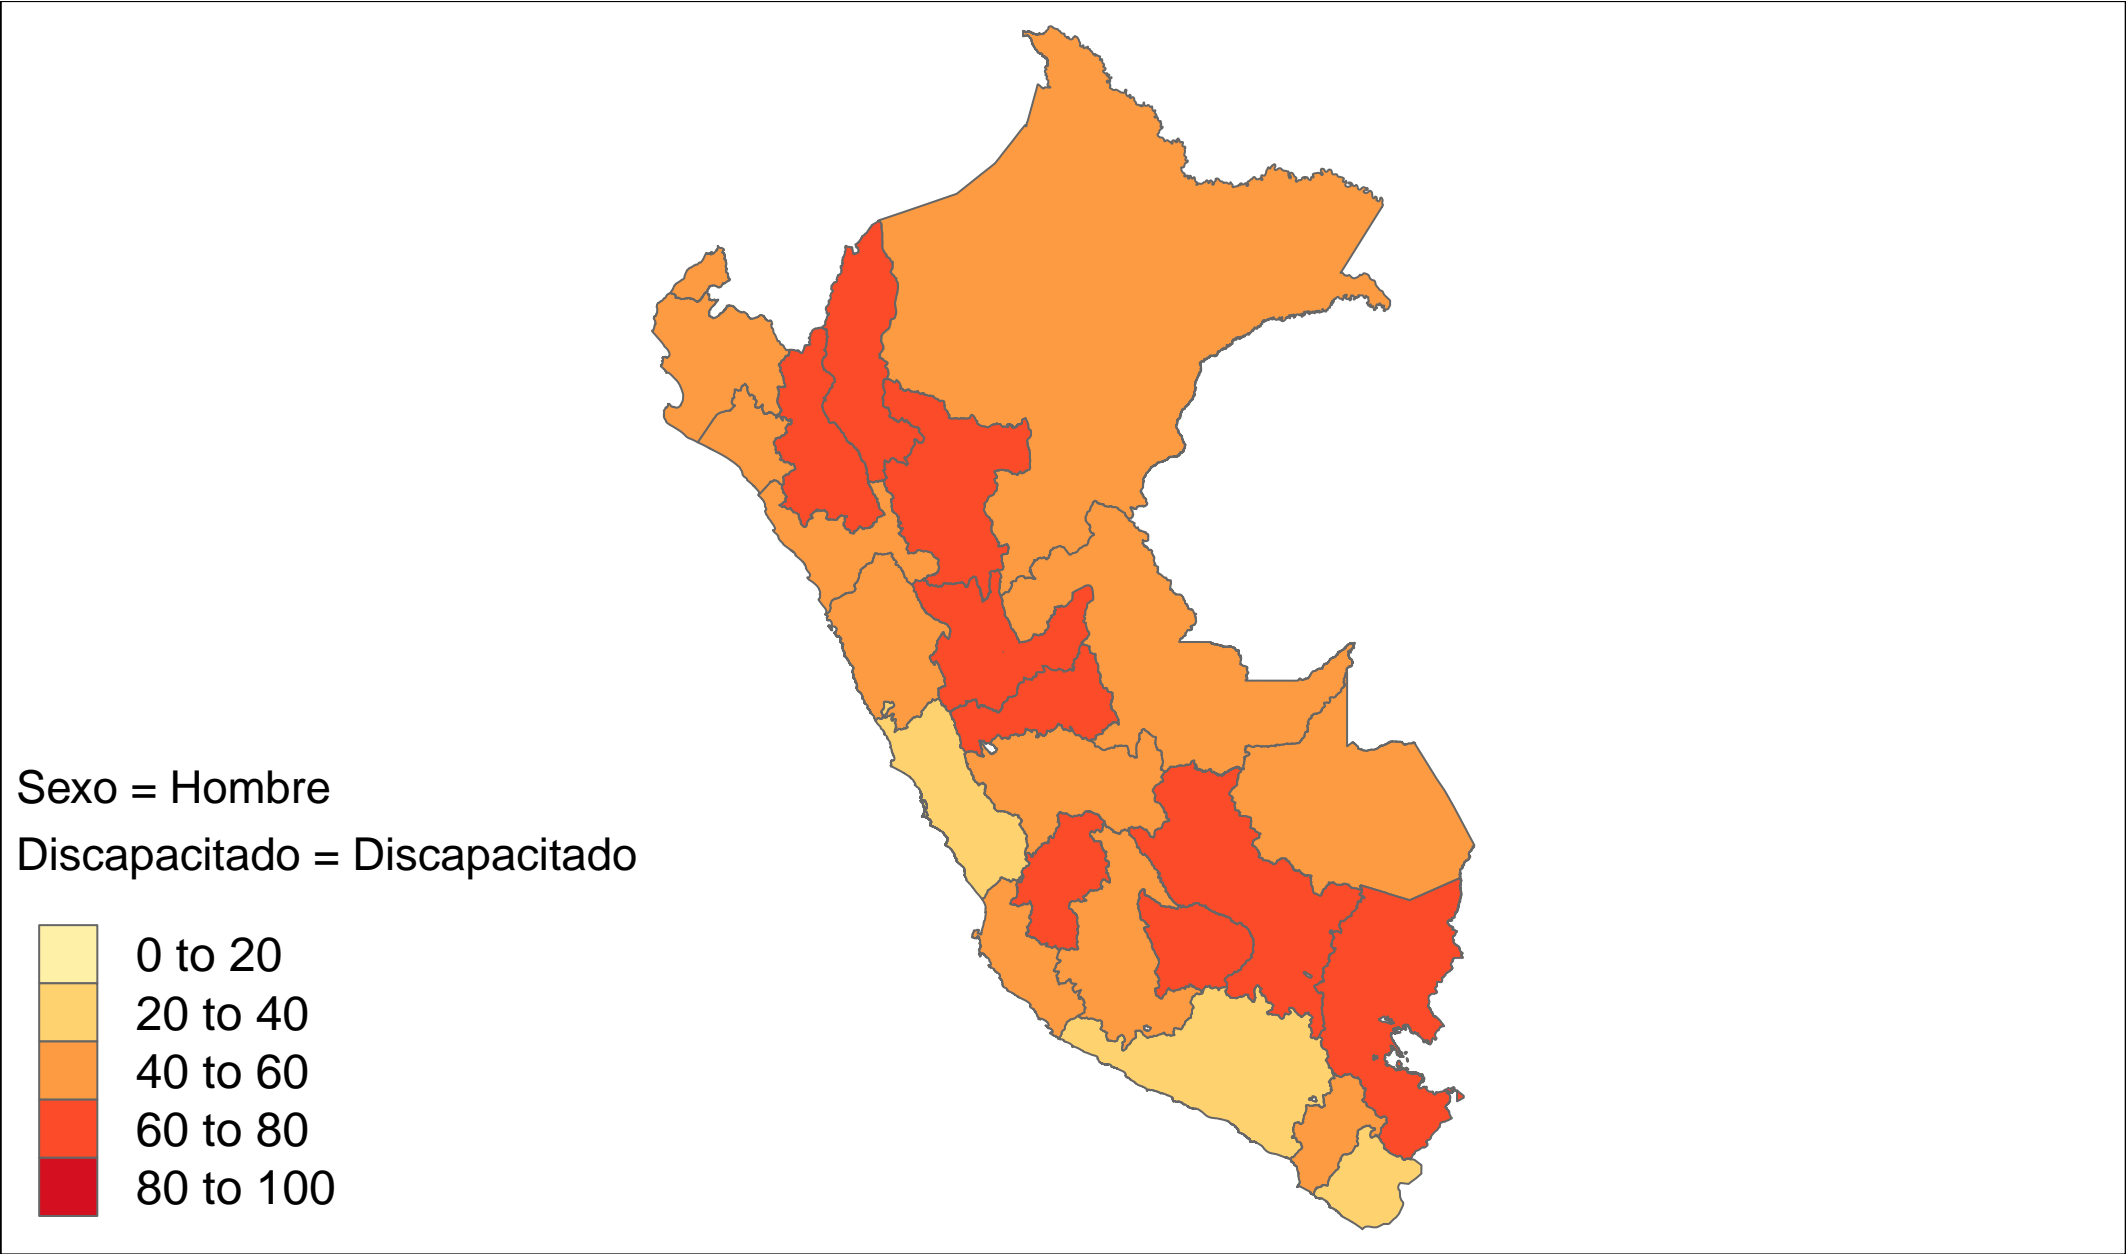 Sexo = Hombre
Discapacitado = Discapacitado
0 to 20
20 to 40
40 to 60
60 to 80
80 to 100